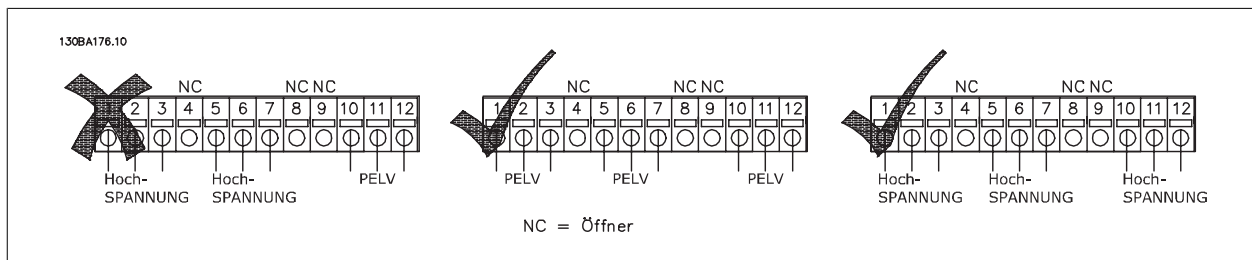 130BA176.10
NC NC NC
2 3 4 5 6 7 8 9 10 11 12
Hoch-
SPANNUNG
Hoch-
SPANNUNG
PELV
NC NC NC
1 2 3 4 5 6 7 8 9 10 11 12
PELV PELV PELV
NC NC NC
1 2 3 4 5 6 7 8 9 10 11 12
Hoch-
SPANNUNG
Hoch-
SPANNUNG
Hoch-
SPANNUNG
NC = Öffner